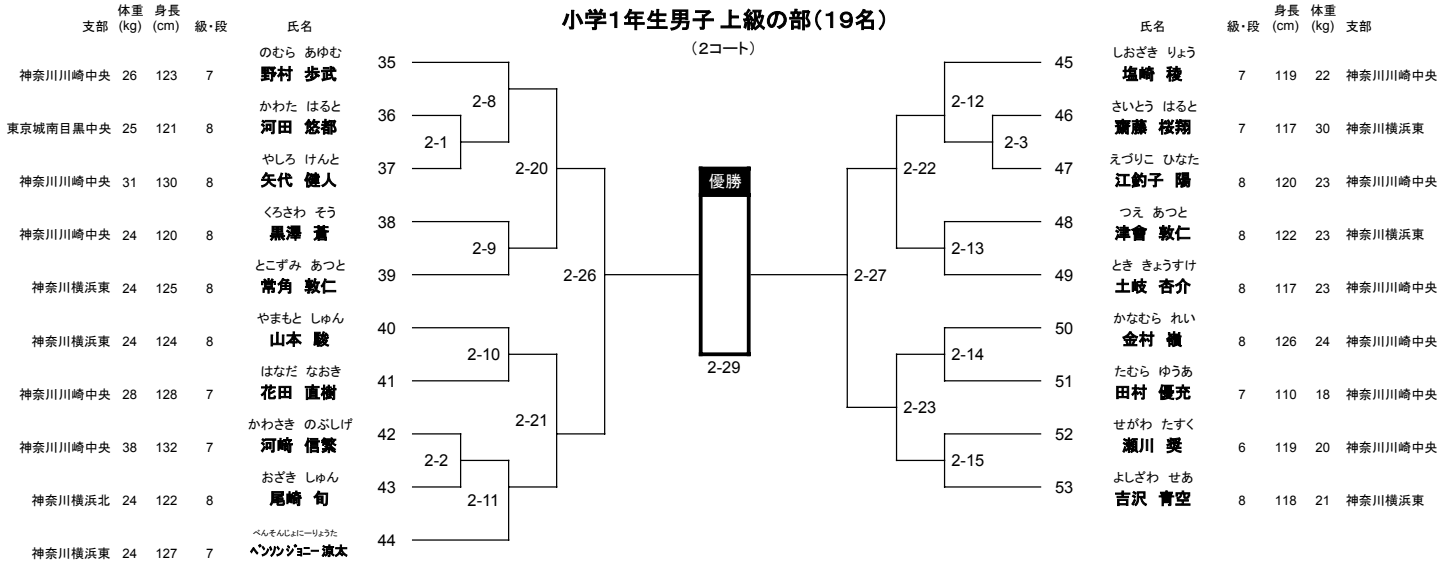 小学1年生男子 上級の部(19名)
(2コート)
支部 体重(kg) 身長(cm) 級・段 氏名
のむら あゆむ
神奈川川崎中央 26 123 7 野村 歩武 35
かわた はると
東京城南目黒中央 25 121 8 河田 悠都 36
やしろ けんと
神奈川川崎中央 31 130 8 矢代 健人 37
くろさわ そう
神奈川川崎中央 24 120 8 黒澤 蒼 38
とこずみ あつと
神奈川横浜東 24 125 8 常角 敦仁 39
やまもと しゅん
神奈川横浜東 24 124 8 山本 駿 40
はなだ なおき
神奈川川崎中央 28 128 7 花田 直樹 41
かわさき のぶしげ
神奈川川崎中央 38 132 7 河﨑 信繁 42
おざき しゅん
神奈川横浜北 24 122 8 尾崎 旬 43
べんそんじょにーりょうた
神奈川横浜東 24 127 7 ベンソンジョニー涼太 44
2-8
2-1
2-20
2-9
2-26
2-10
2-21
2-2
2-11
優勝
2-29
2-12
2-3
2-22
2-13
2-27
2-14
2-23
2-15
氏名 級・段 身長(cm) 体重(kg) 支部
しおざき りょう
45 塩崎 稜 7 119 22 神奈川川崎中央
さいとう はると
46 齋藤 桜翔 7 117 30 神奈川横浜東
えづりこ ひなた
47 江釣子 陽 8 120 23 神奈川川崎中央
つえ あつと
48 津會 敦仁 8 122 23 神奈川横浜東
とき きょうすけ
49 土岐 杏介 8 117 23 神奈川川崎中央
かなむら れい
50 金村 嶺 8 126 24 神奈川川崎中央
たむら ゆうあ
51 田村 優充 7 110 18 神奈川川崎中央
せがわ たすく
52 瀬川 奨 6 119 20 神奈川川崎中央
よしざわ せあ
53 吉沢 青空 8 118 21 神奈川横浜東